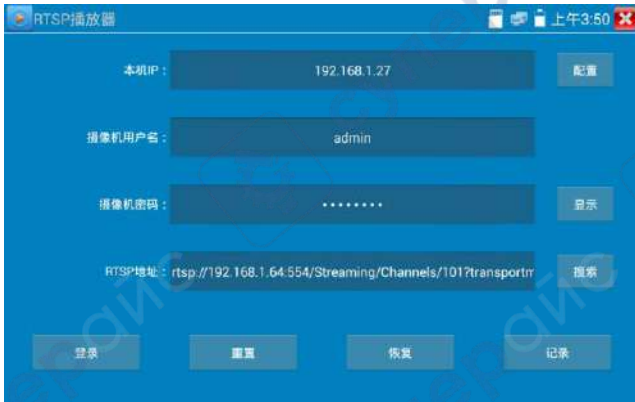 RTSP播放器 上午3:50
本机IP : 192.168.1.27 配置
摄像机用户名 : admin
摄像机密码 : •••••••• 显示
RTSP地址 : rtsp://192.168.1.64:554/Streaming/Channels/101?transportm 搜索
登录 重置 恢复 记录